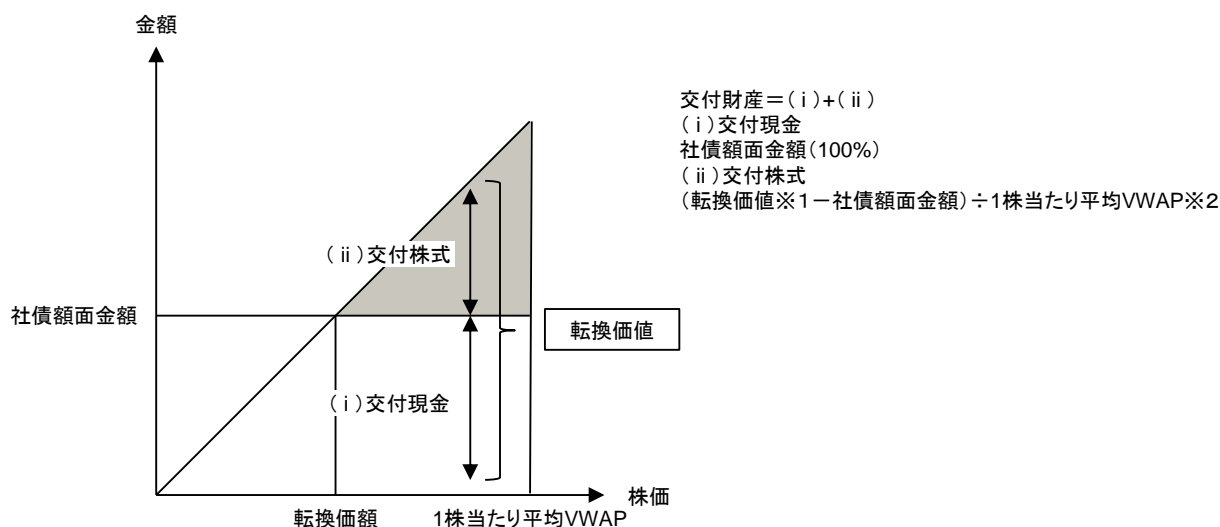 金額
交付財産=(ⅰ)+(ⅱ)
(ⅰ)交付現金
社債額面金額(100%)
(ⅱ)交付株式
(転換価値※1-社債額面金額)÷1株当たり平均VWAP※2
(ⅱ)交付株式
社債額面金額
転換価値
(ⅰ)交付現金
株価
転換価額
1株当たり平均VWAP